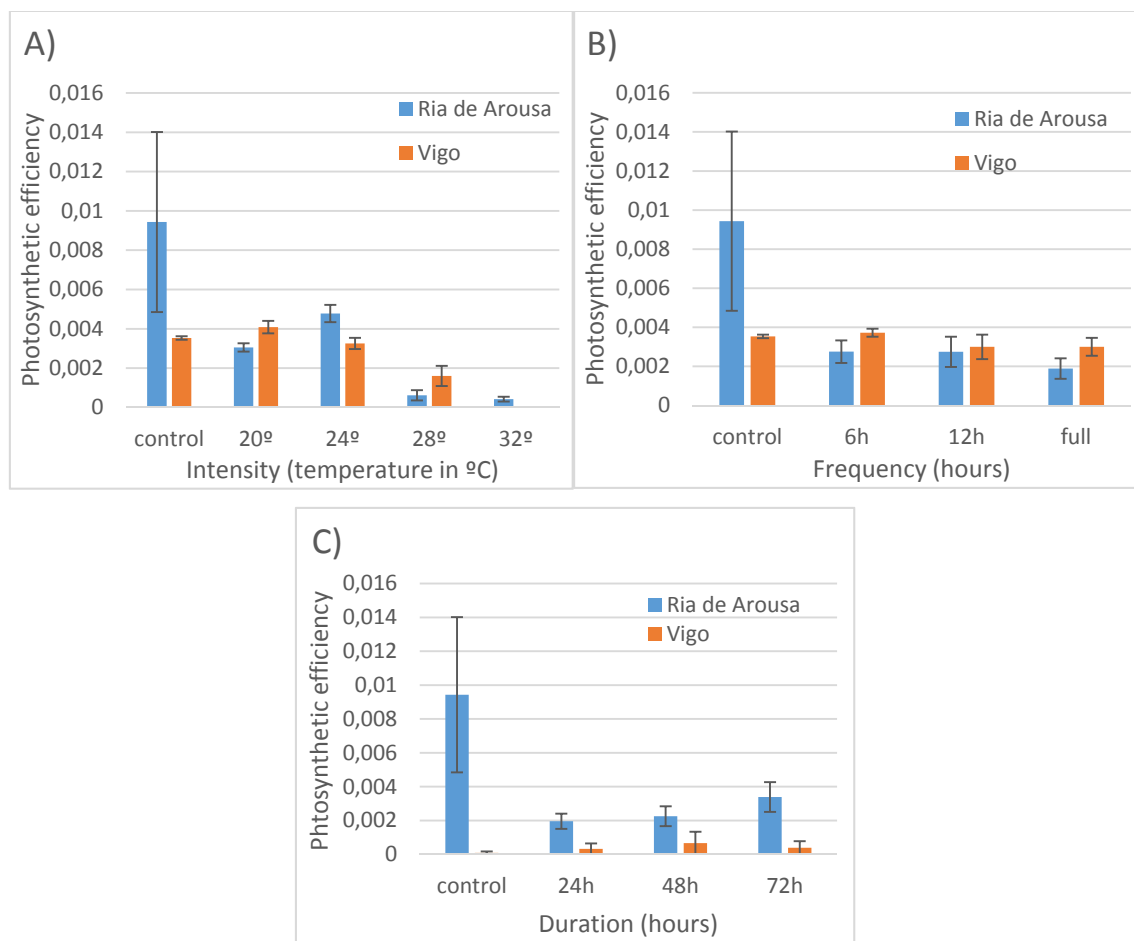 A)
Photosynthetic efficiency
0,016
0,014
0,012
0,01
0,008
0,006
0,004
0,002
0
Ria de Arousa
Vigo
control 20º 24º 28º 32º
Intensity (temperature in ºC)
B)
Photosynthetic efficiency
0,016
0,014
0,012
0,01
0,008
0,006
0,004
0,002
0
Ria de Arousa
Vigo
control 6h 12h full
Frequency (hours)
C)
Phtosynthetic efficiency
0,016
0,014
0,012
0,01
0,008
0,006
0,004
0,002
0
Ria de Arousa
Vigo
control 24h 48h 72h
Duration (hours)